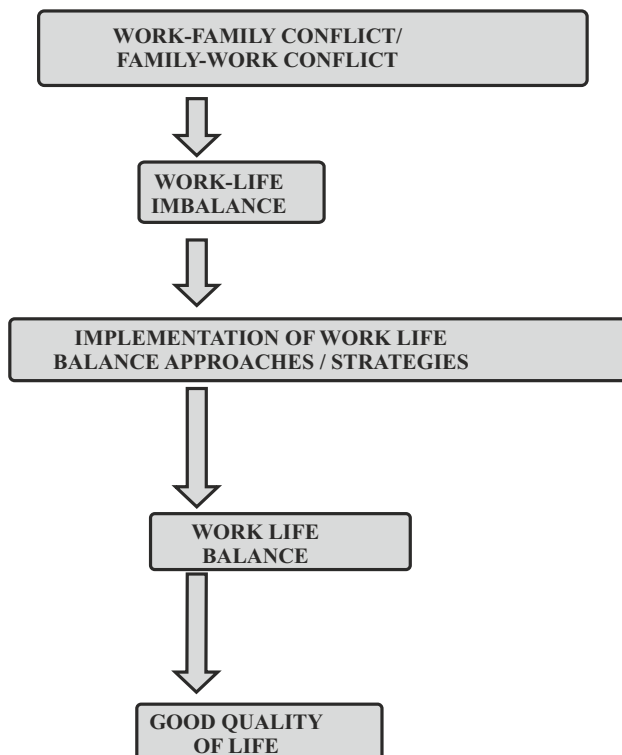 WORK-FAMILY CONFLICT/
FAMILY-WORK CONFLICT
WORK-LIFE
IMBALANCE
IMPLEMENTATION OF WORK LIFE
BALANCE APPROACHES / STRATEGIES
WORK LIFE
BALANCE
GOOD QUALITY
OF LIFE